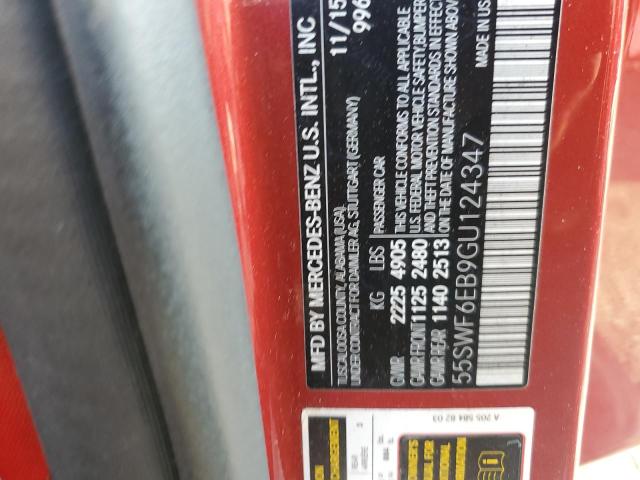 MFD BY MERCEDES-BENZ U.S. INTL., INC
TUSCALOOSA COUNTY, ALABAMA (USA)
UNDER CONTRACT FOR DAIMLER AG, STUTTGART (GERMANY)
11/15
996
KG LBS PASSENGER CAR
GVWR 2225 4905 THIS VEHICLE CONFORMS TO ALL APPLICABLE
GAWR FRONT 1125 2480 U.S. FEDERAL MOTOR VEHICLE SAFETY, BUMPER
GAWR REAR 1140 2513 AND THEFT PREVENTION STANDARDS IN EFFECT
ON THE DATE OF MANUFACTURE SHOWN ABOVE
55SWF6EB9GU124347
A 205 584 82 03
REAR
ARRIERE